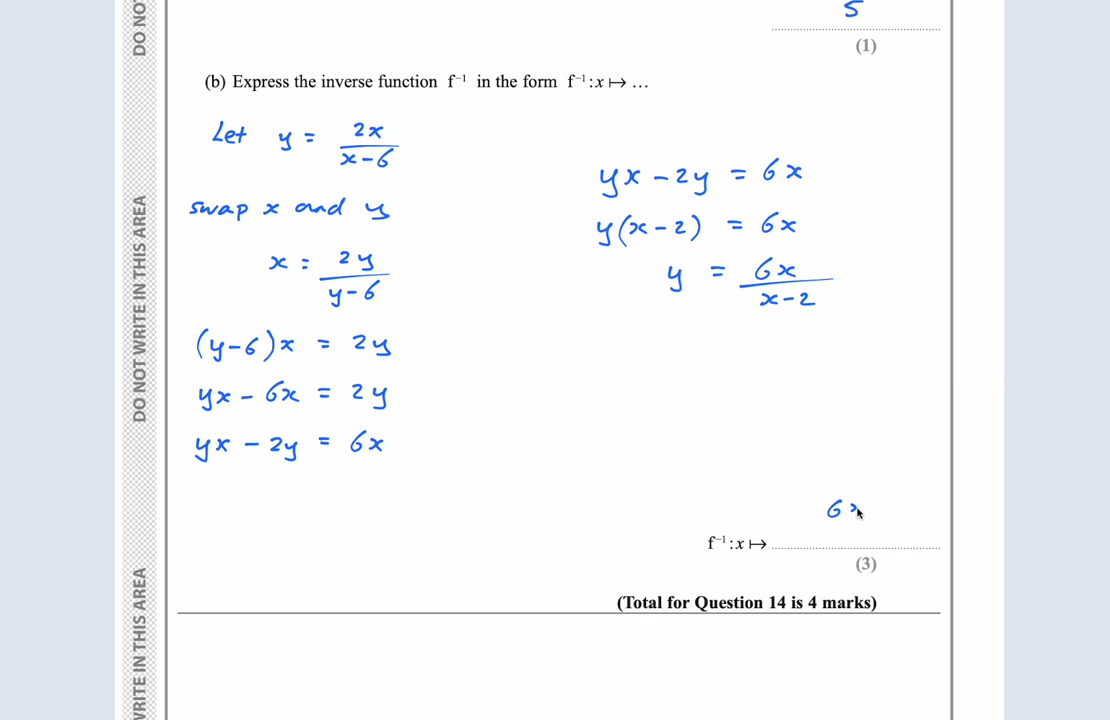 DO NO
5
(1)
(b) Express the inverse function f⁻¹ in the form f⁻¹ : x ↦ …
Let y = 2x / x - 6
swap x and y
x = 2y / y - 6
(y - 6)x = 2y
yx - 6x = 2y
yx - 2y = 6x
yx - 2y = 6x
y(x - 2) = 6x
y = 6x / x - 2
6x
f⁻¹ : x ↦ ........................
(3)
(Total for Question 14 is 4 marks)
DO NOT WRITE IN THIS AREA
WRITE IN THIS AREA